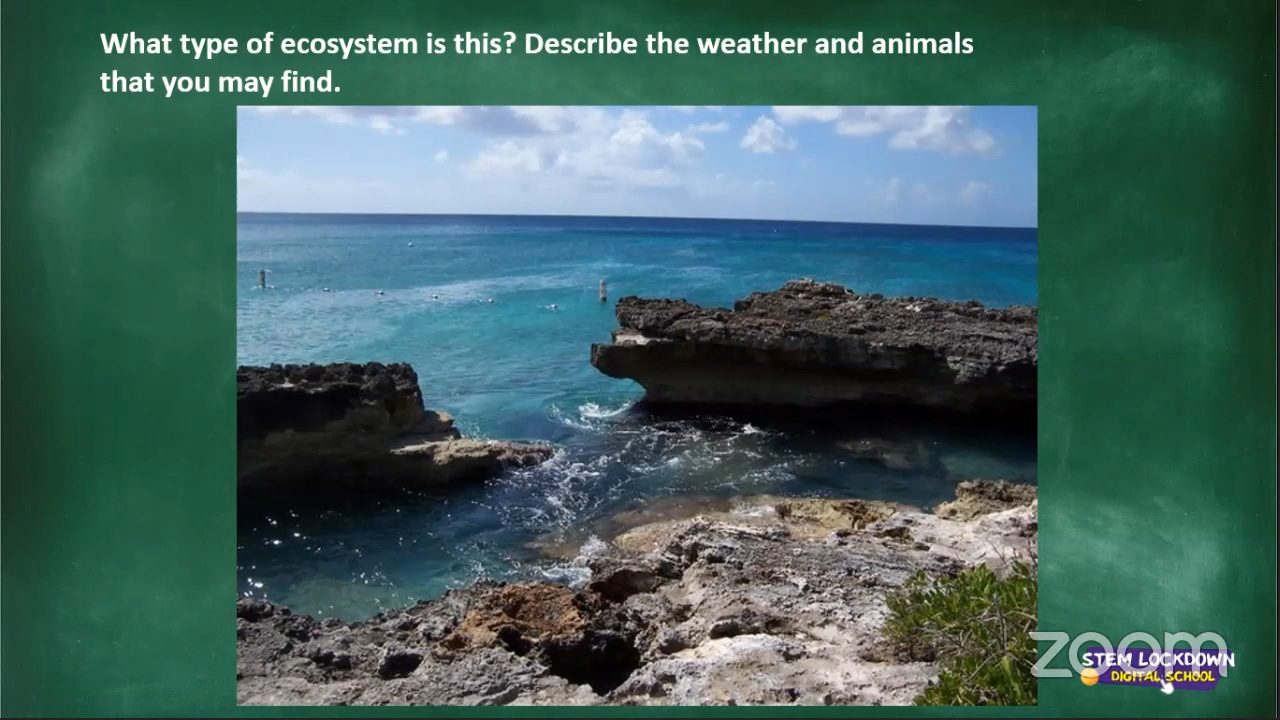 What type of ecosystem is this? Describe the weather and animals
that you may find.
zoom
STEM LOCKDOWN
DIGITAL SCHOOL